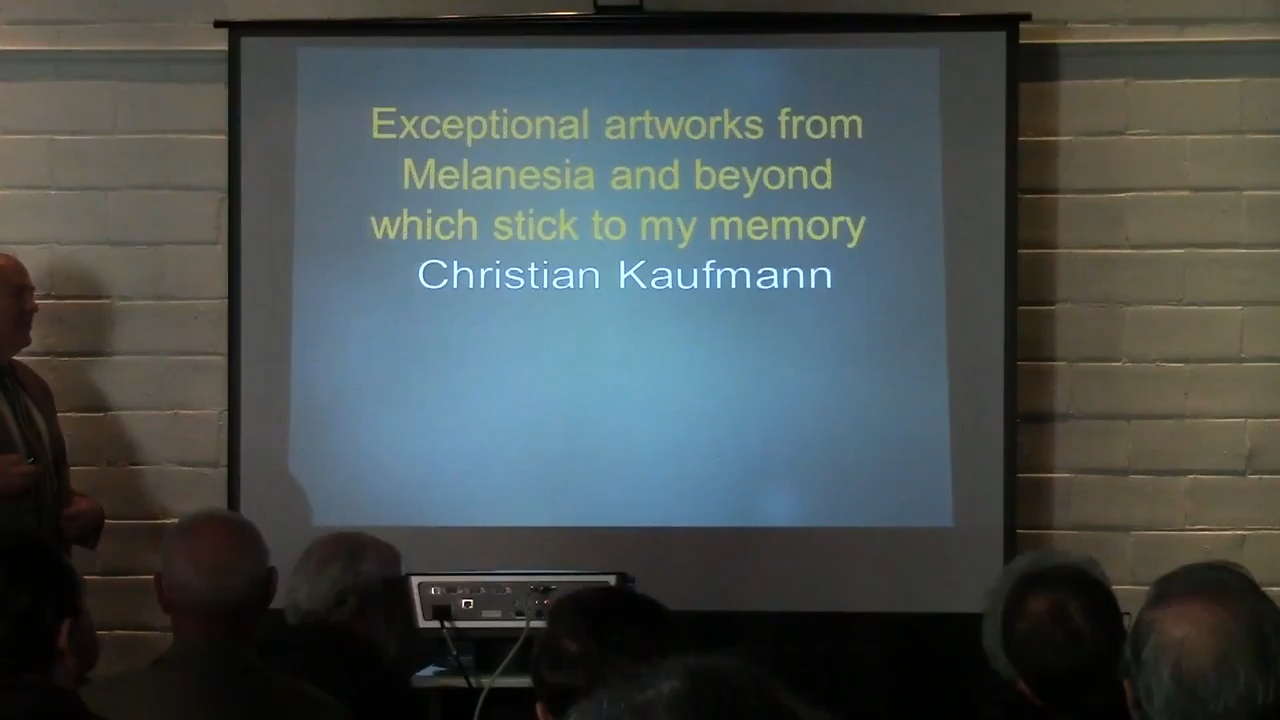 Exceptional artworks from
Melanesia and beyond
which stick to my memory
Christian Kaufmann